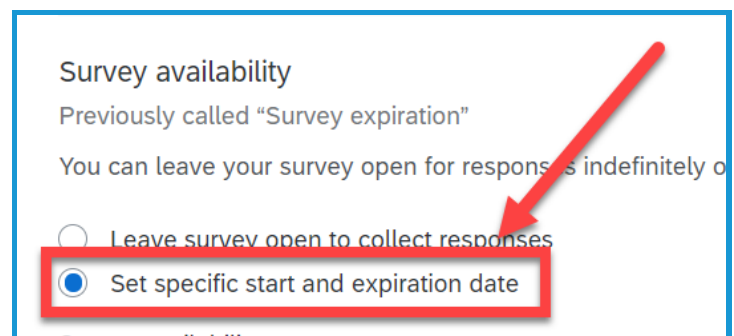 Survey availability
Previously called “Survey expiration”
You can leave your survey open for responses indefinitely o
Leave survey open to collect responses
Set specific start and expiration date